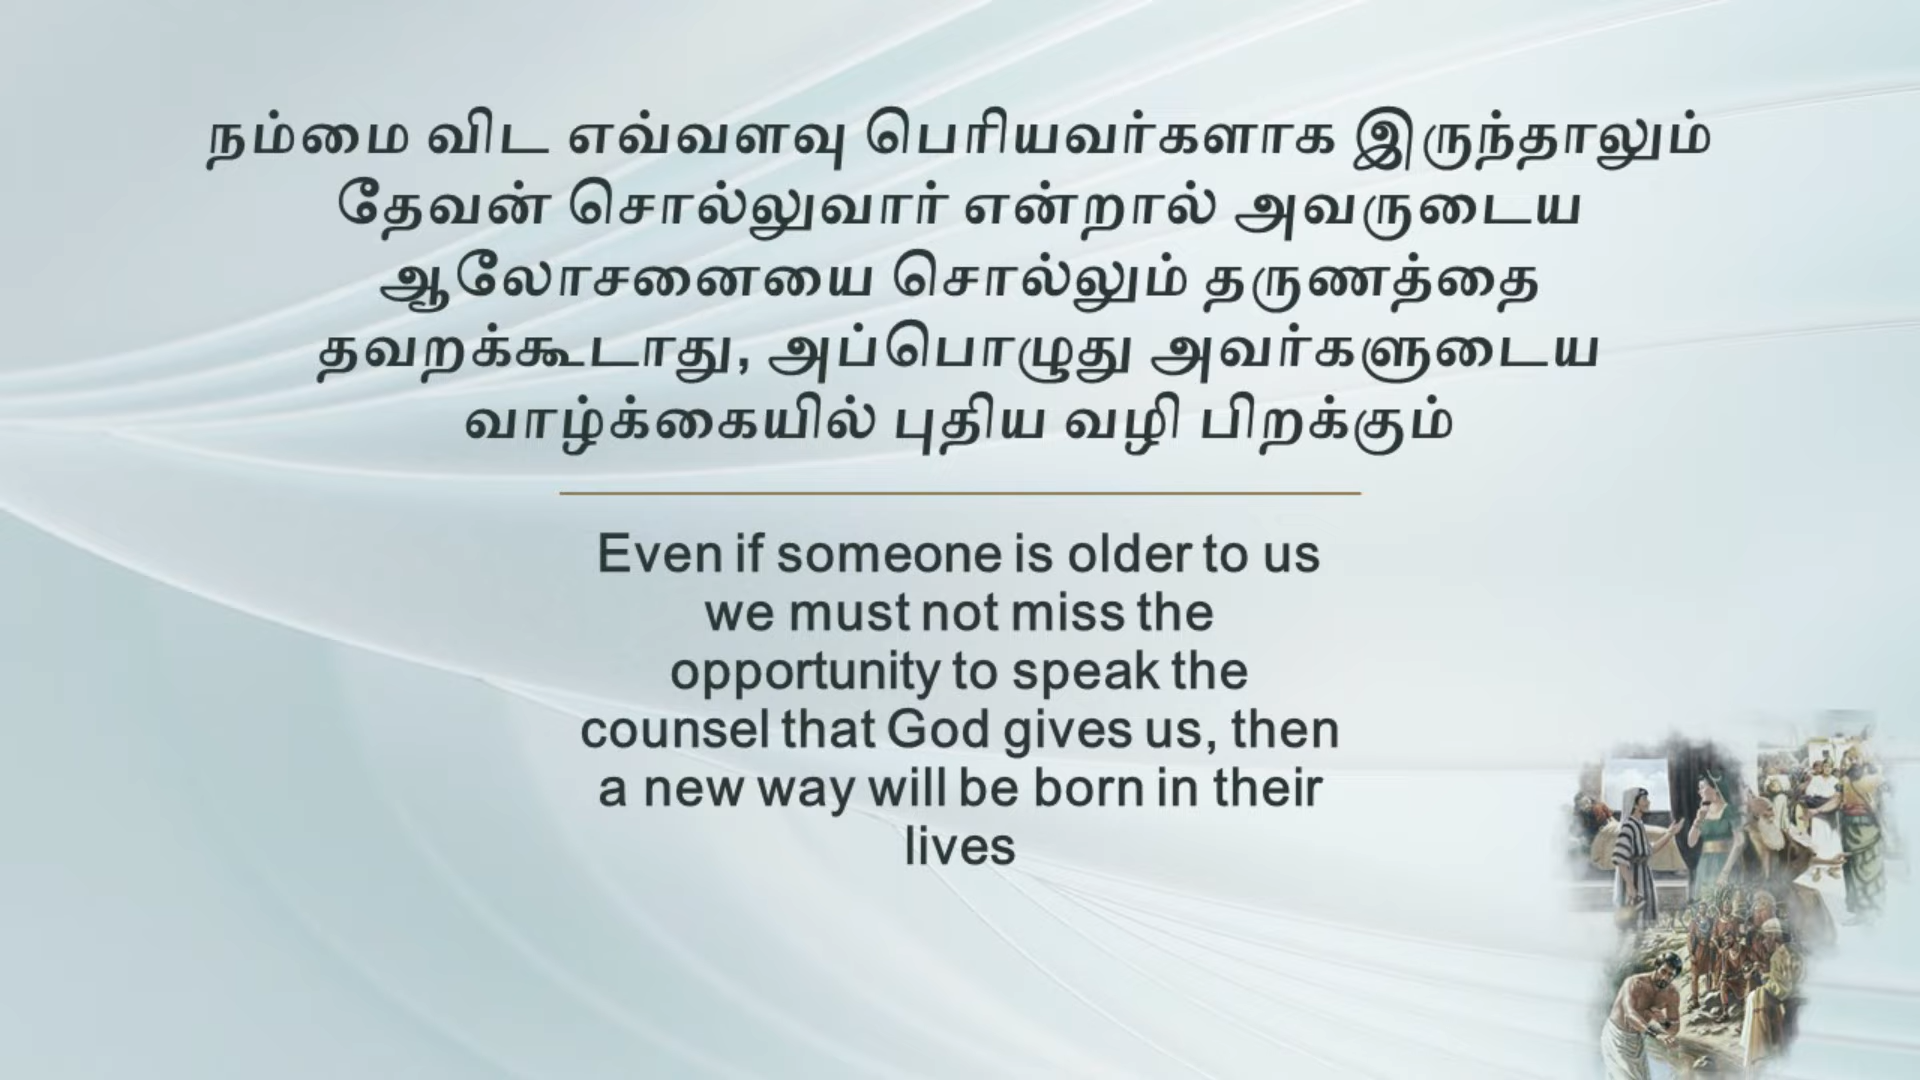 நம்மை விட எவ்வளவு பெரியவர்களாக இருந்தாலும்
தேவன் சொல்லுவார் என்றால் அவருடைய
ஆலோசனையை சொல்லும் தருணத்தை
தவறக்கூடாது, அப்பொழுது அவர்களுடைய
வாழ்க்கையில் புதிய வழி பிறக்கும்
Even if someone is older to us
we must not miss the
opportunity to speak the
counsel that God gives us, then
a new way will be born in their
lives